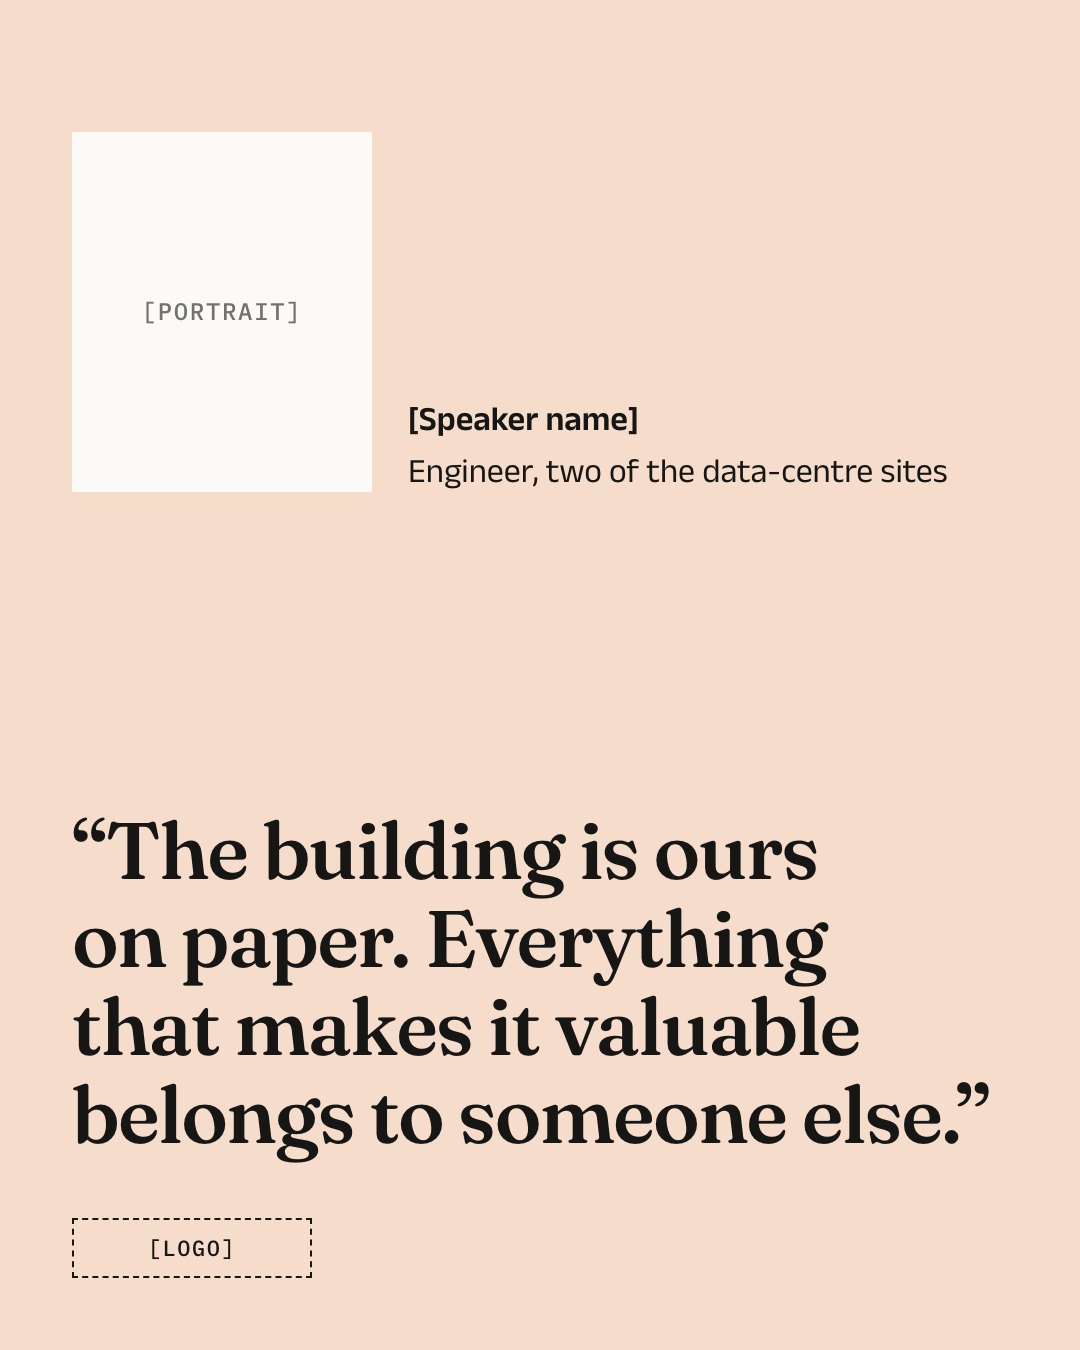 [PORTRAIT]
[Speaker name]
Engineer, two of the data-centre sites
“The building is ours
on paper. Everything
that makes it valuable
belongs to someone else.”
[LOGO]